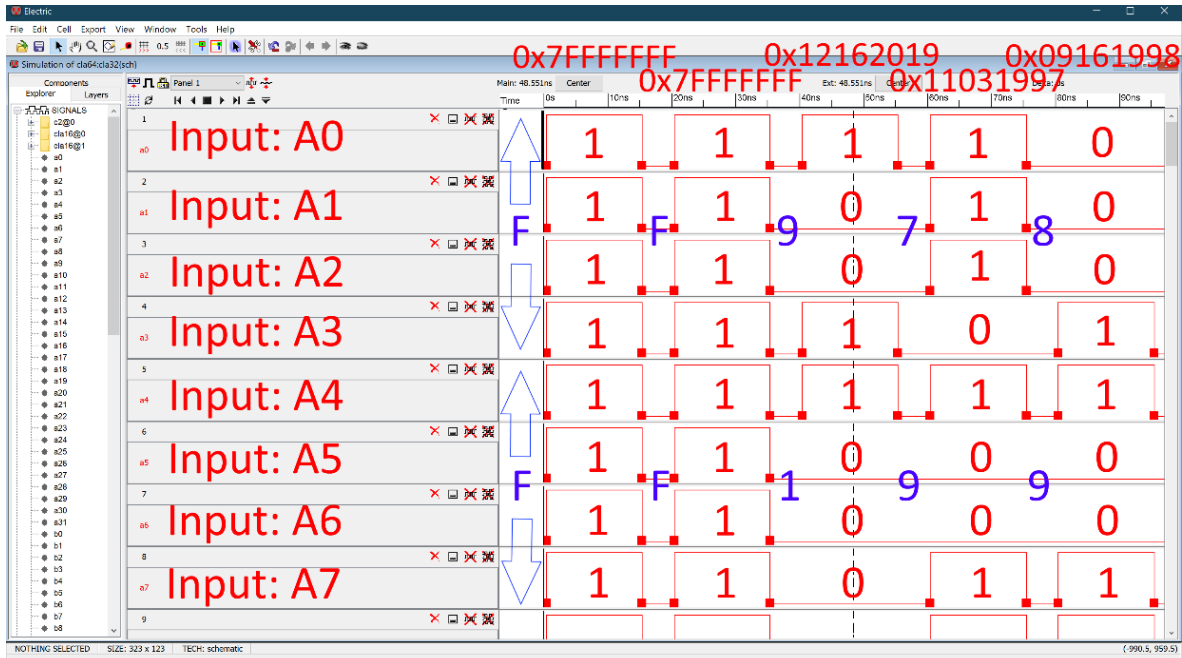 Electric
File Edit Cell Export View Window Tools Help
0.5
Simulation of cla64:cla32{sch}
0x7FFFFFFF 0x12162019 0x09161998
0x7FFFFFFF 0x11031997
Components
Explorer Layers
Panel 1
Main: 48.551ns Center Ext: 48.551ns Center
Time 0s 10ns 20ns 30ns 40ns 50ns 60ns 70ns 80ns 90ns
SIGNALS
c2@0
cla16@0
cla16@1
a0
a1
a2
a3
a4
a5
a6
a7
a8
a9
a10
a11
a12
a13
a14
a15
a16
a17
a18
a19
a20
a21
a22
a23
a24
a25
a26
a27
a28
a29
a30
a31
b0
b1
b2
b3
b4
b5
b6
b7
b8
1
a0 Input: A0 1 1 1 1 0
2
a1 Input: A1 1 1 0 1 0
F F 9 7 8
3
a2 Input: A2 1 1 0 1 0
4
a3 Input: A3 1 1 1 0 1
5
a4 Input: A4 1 1 1 1 1
6
a5 Input: A5 1 1 0 0 0
F F 1 9 9
7
a6 Input: A6 1 1 0 0 0
8
a7 Input: A7 1 1 0 1 1
9
NOTHING SELECTED SIZE: 323 x 123 TECH: schematic (-990.5, 959.5)